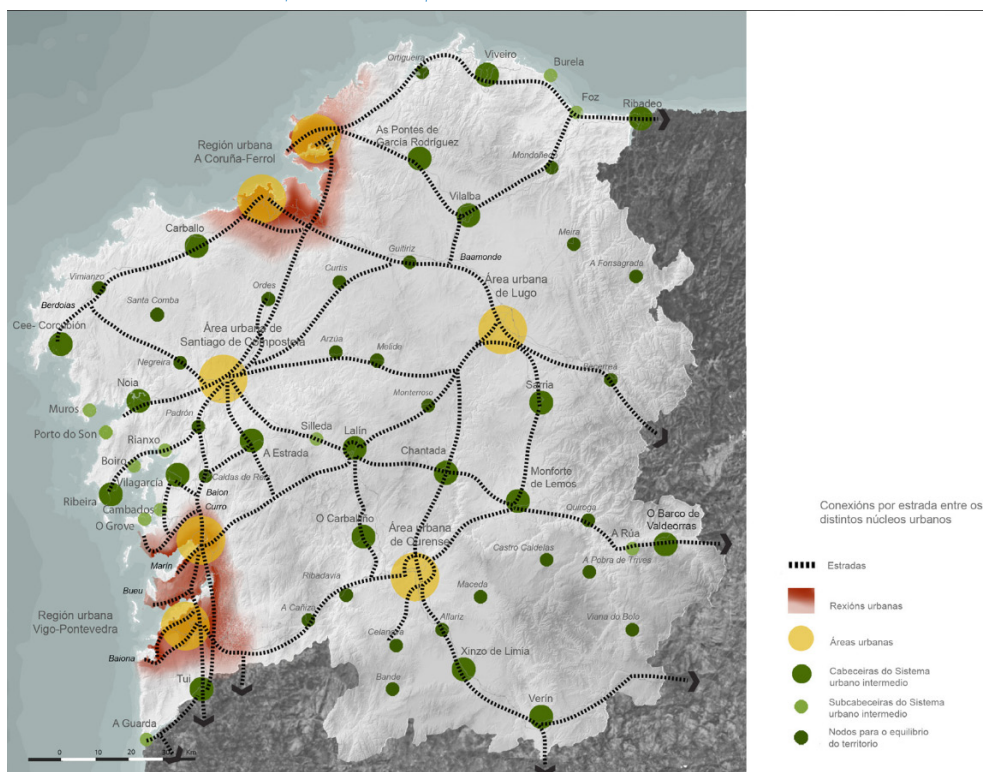 Ortigueira
Viveiro
Burela
Foz
Ribadeo
Región urbana
A Coruña-Ferrol
As Pontes de
García Rodríguez
Mondoñedo
Vilalba
Carballo
Meira
Guitiriz
Baamonde
A Fonsagrada
Vimianzo
Curtis
Área urbana
de Lugo
Berdoias
Santa Comba
Ordes
Cee- Corcubión
Área urbana de
Santiago de Compostela
Arzúa
Melide
Negreira
Becerreá
Noia
Monterroso
Sarria
Muros
Padrón
Porto do Son
Rianxo
Silleda
Lalín
A Estrada
Chantada
Boiro
Vilagarcía
Caldas de Rei
Monforte
de Lemos
Ribeira
Baion
Cambados
Curro
Quiroga
O Barco de
Valdeorras
O Grove
O Carballiño
Área urbana
de Ourense
A Rúa
Marín
Castro Caldelas
A Pobra de Trives
Bueu
Ribadavia
Maceda
Región urbana
Vigo-Pontevedra
A Cañiza
Allariz
Viana do Bolo
Celanova
Baiona
Xinzo de Limia
Tui
Bande
Verín
A Guarda
0 10 20 30 Km
Conexións por estrada entre os
distintos núcleos urbanos
Estradas
Rexións urbanas
Áreas urbanas
Cabeceiras do Sistema
urbano intermedio
Subcabeceiras do Sistema
urbano intermedio
Nodos para o equilibrio
do territorio